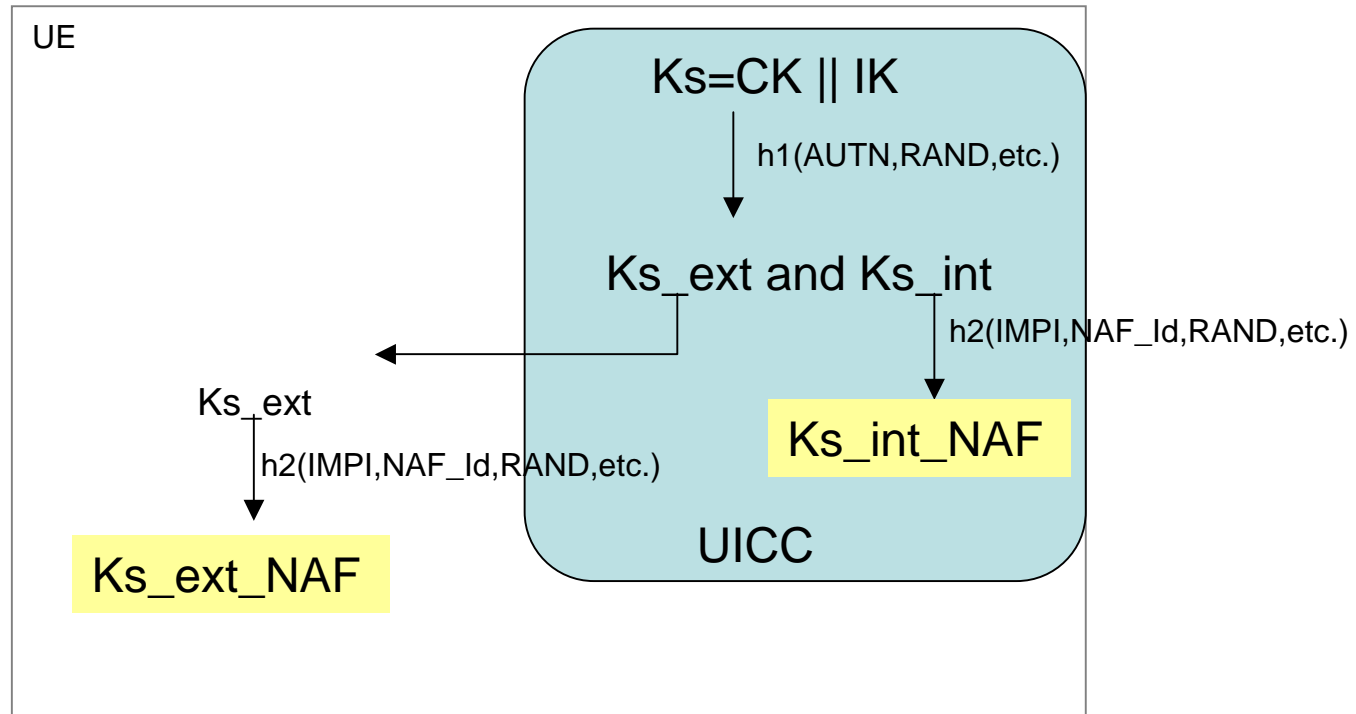 UE
Ks=CK || IK
h1(AUTN,RAND,etc.)
Ks_ext and Ks_int
h2(IMPI,NAF_Id,RAND,etc.)
Ks_ext
Ks_int_NAF
h2(IMPI,NAF_Id,RAND,etc.)
UICC
Ks_ext_NAF